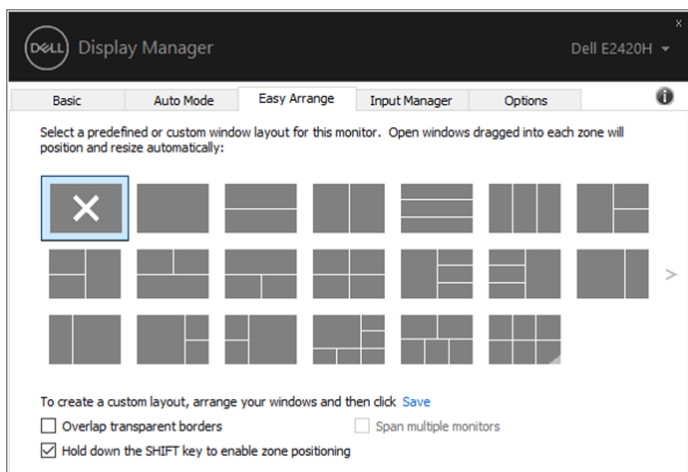 x
DELL Display Manager Dell E2420H
Basic Auto Mode Easy Arrange Input Manager Options
Select a predefined or custom window layout for this monitor. Open windows dragged into each zone will
position and resize automatically:
To create a custom layout, arrange your windows and then click Save
Overlap transparent borders Span multiple monitors
Hold down the SHIFT key to enable zone positioning